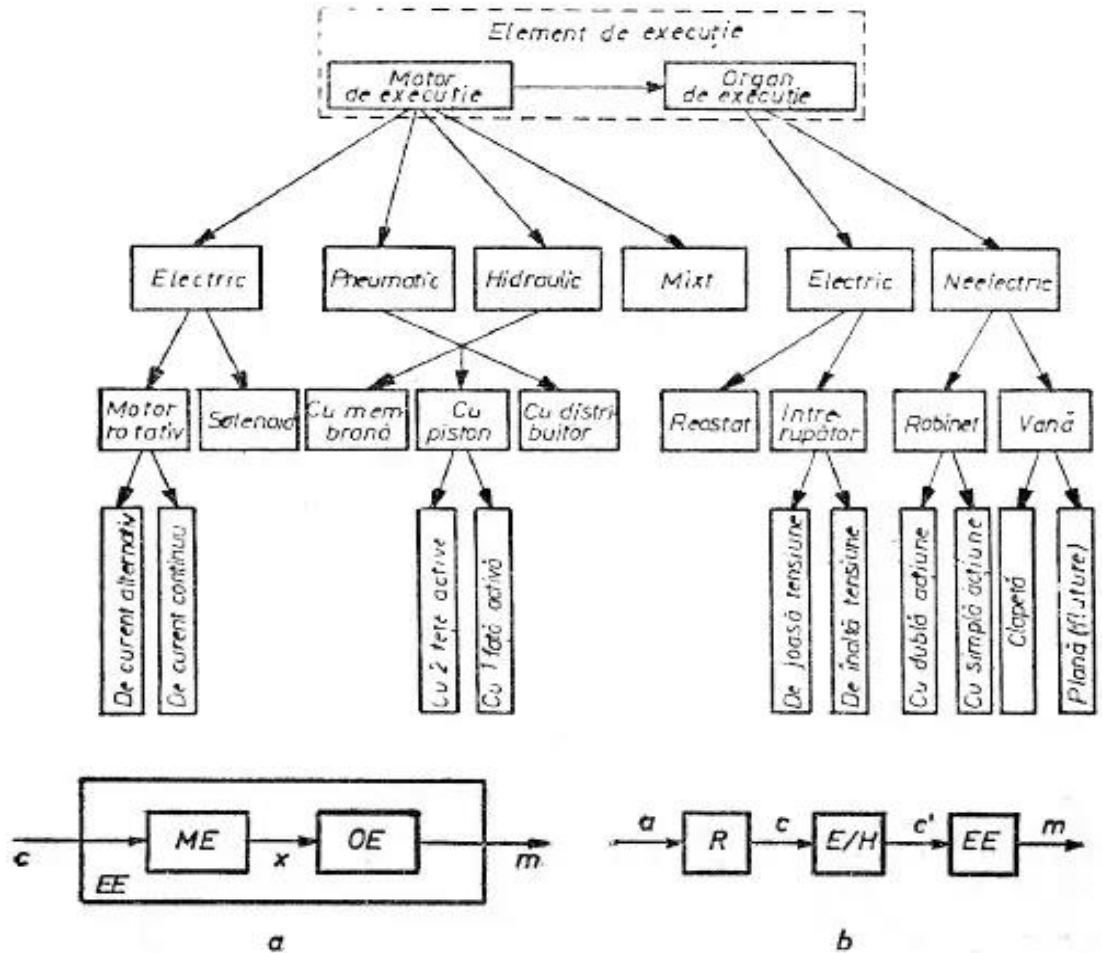 Element de execuție
Motor
de execuție
Organ
de execuție
Electric
Pneumatic
Hidraulic
Mixt
Electric
Neelectric
Motor
rotativ
Solenoid
Cu mem-
brană
Cu
piston
Cu distri-
buitor
Reostat
Intre-
rupător
Robinet
Vană
De curent alternativ
De curent continuu
Cu 2 fețe active
Cu 1 față activă
De joasă tensiune
De înaltă tensiune
Cu dublă acțiune
Cu simplă acțiune
Clapetă
Plană (fluture)
c
ME
x
OE
m
EE
a
a
R
c
E/H
c'
EE
m
b